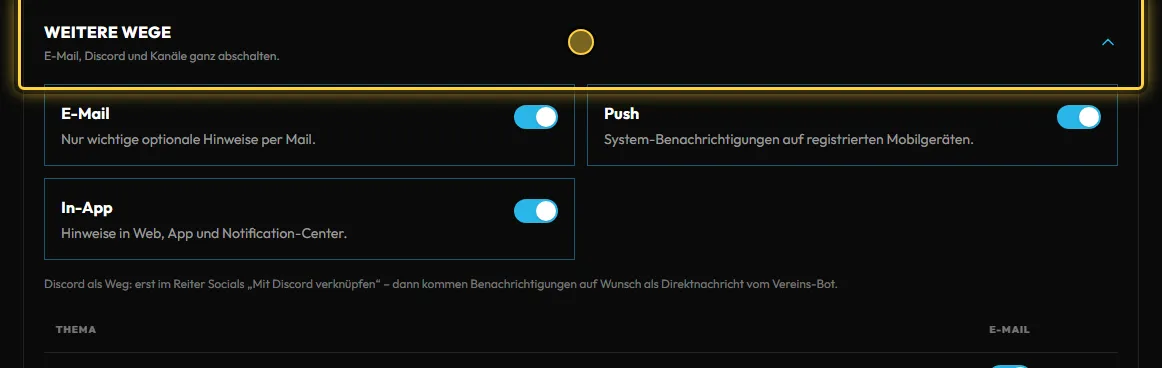 WEITERE WEGE
E-Mail, Discord und Kanäle ganz abschalten.
E-Mail
Nur wichtige optionale Hinweise per Mail.
Push
System-Benachrichtigungen auf registrierten Mobilgeräten.
In-App
Hinweise in Web, App und Notification-Center.
Discord als Weg: erst im Reiter Socials „Mit Discord verknüpfen“ – dann kommen Benachrichtigungen auf Wunsch als Direktnachricht vom Vereins-Bot.
THEMA
E-MAIL